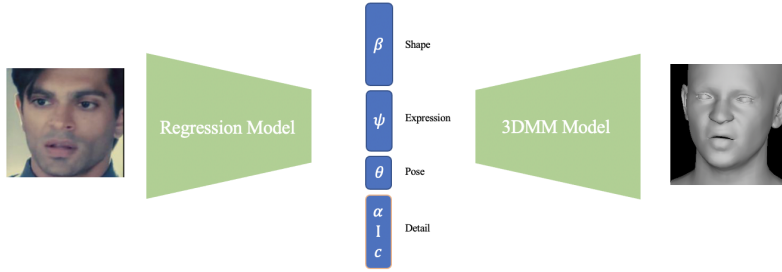 β
Shape
Regression Model
ψ
Expression
3DMM Model
θ
Pose
α
I
c
Detail